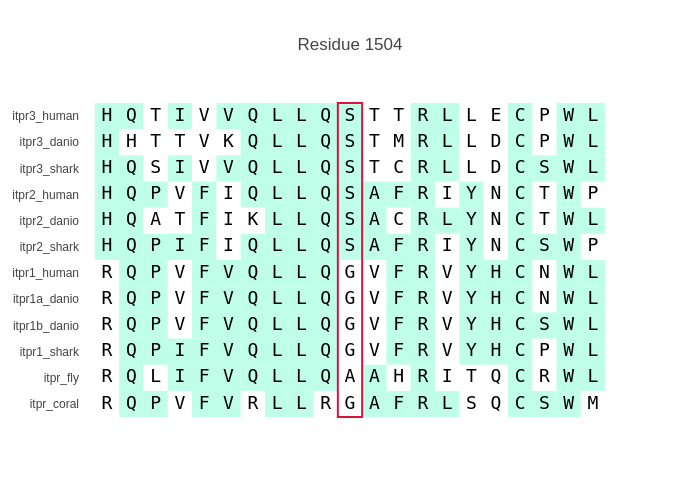 Residue 1504
itpr3_human H Q T I V V Q L L Q S T T R L L E C P W L
itpr3_danio H H T T V K Q L L Q S T M R L L D C P W L
itpr3_shark H Q S I V V Q L L Q S T C R L L D C S W L
itpr2_human H Q P V F I Q L L Q S A F R I Y N C T W P
itpr2_danio H Q A T F I K L L Q S A C R L Y N C T W L
itpr2_shark H Q P I F I Q L L Q S A F R I Y N C S W P
itpr1_human R Q P V F V Q L L Q G V F R V Y H C N W L
itpr1a_danio R Q P V F V Q L L Q G V F R V Y H C N W L
itpr1b_danio R Q P V F V Q L L Q G V F R V Y H C S W L
itpr1_shark R Q P I F V Q L L Q G V F R V Y H C P W L
itpr_fly R Q L I F V Q L L Q A A H R I T Q C R W L
itpr_coral R Q P V F V R L L R G A F R L S Q C S W M